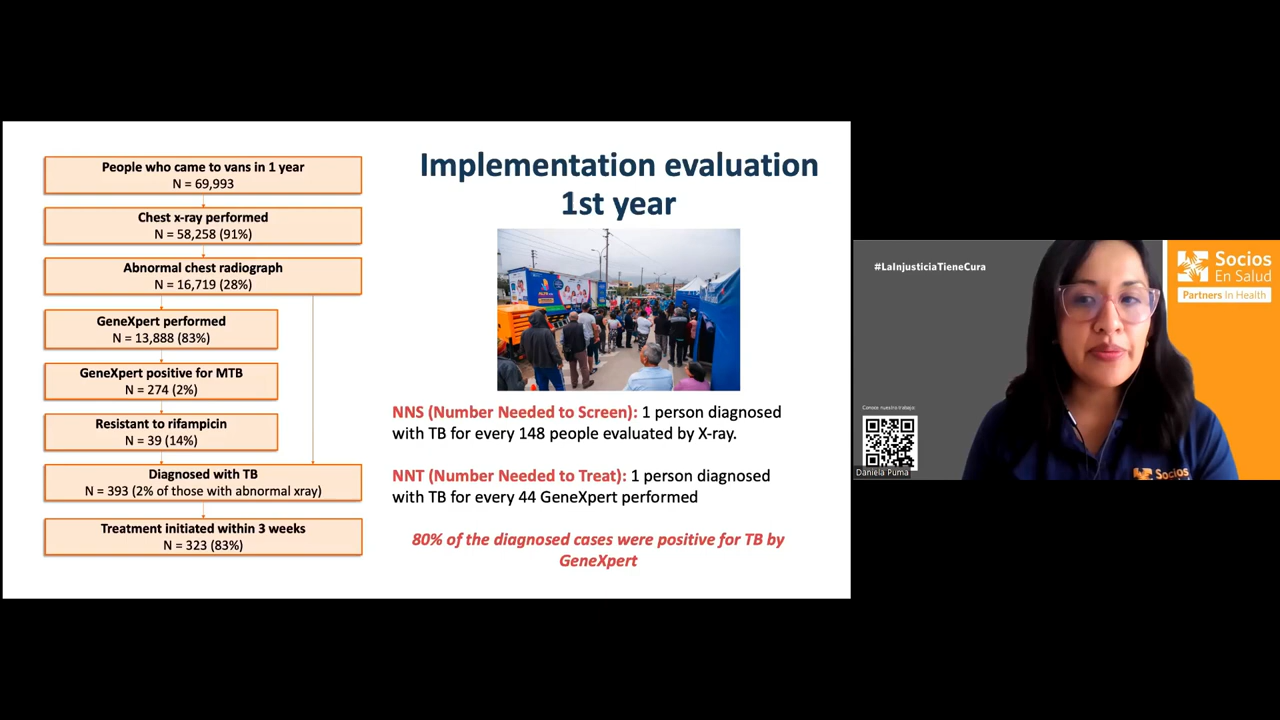 People who came to vans in 1 year
N = 69,993
Chest x-ray performed
N = 58,258 (91%)
Abnormal chest radiograph
N = 16,719 (28%)
GeneXpert performed
N = 13,888 (83%)
GeneXpert positive for MTB
N = 274 (2%)
Resistant to rifampicin
N = 39 (14%)
Diagnosed with TB
N = 393 (2% of those with abnormal xray)
Treatment initiated within 3 weeks
N = 323 (83%)
Implementation evaluation
1st year
NNS (Number Needed to Screen): 1 person diagnosed
with TB for every 148 people evaluated by X-ray.
NNT (Number Needed to Treat): 1 person diagnosed
with TB for every 44 GeneXpert performed
80% of the diagnosed cases were positive for TB by
GeneXpert
#LaInjusticiaTieneCura
Socios
En Salud
Partners In Health
Conoce nuestro trabajo:
Daniela Puma
Socios